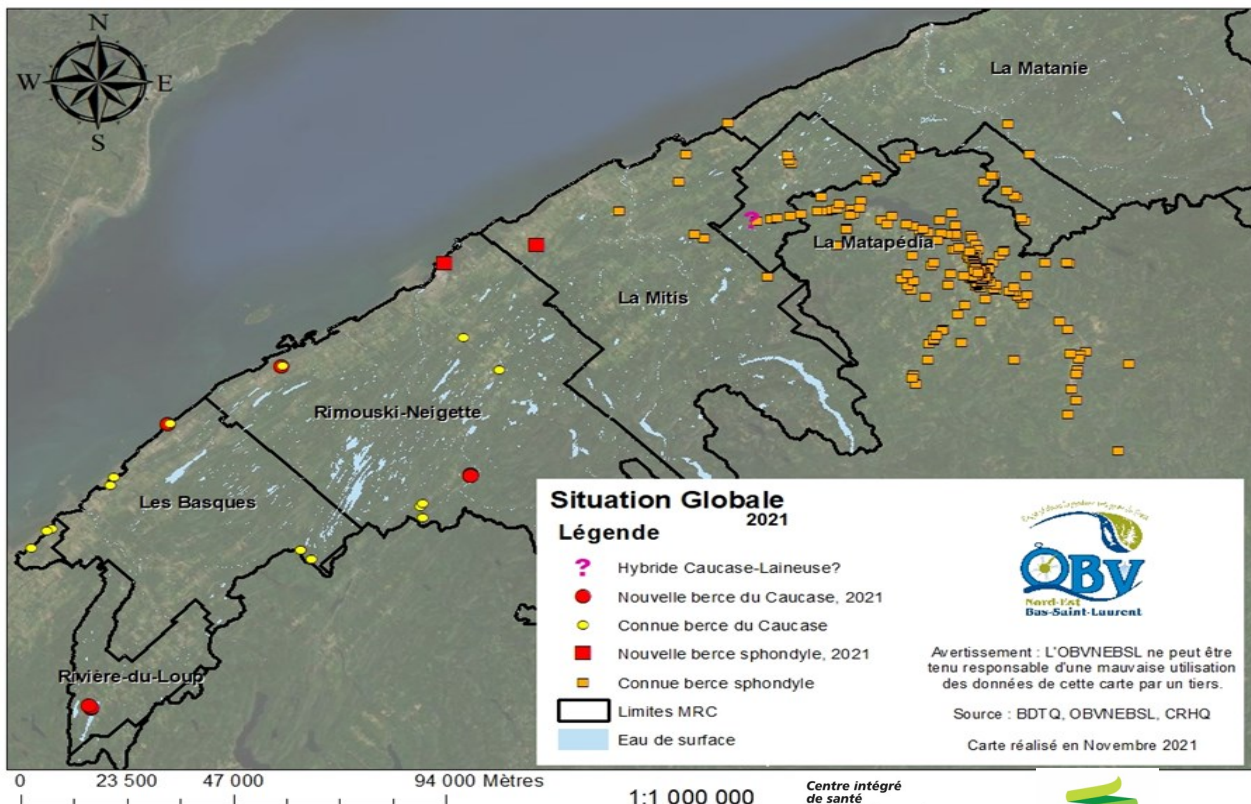 N
W
E
S
La Matanie
La Matapédia
La Mitis
Rimouski-Neigette
Les Basques
Rivière-du-Loup
Situation Globale
2021
Légende
? Hybride Caucase-Laineuse?
Nouvelle berce du Caucase, 2021
Connue berce du Caucase
Nouvelle berce sphondyle, 2021
Connue berce sphondyle
Limites MRC
Eau de surface
OBV
Nord-Est
Bas-Saint-Laurent
Avertissement : L'OBVNEBSL ne peut être
tenu responsable d'une mauvaise utilisation
des données de cette carte par un tiers.
Source : BDTQ, OBVNEBSL, CRHQ
Carte réalisé en Novembre 2021
0 23 500 47 000 94 000 Mètres
1:1 000 000
Centre intégré
de santé